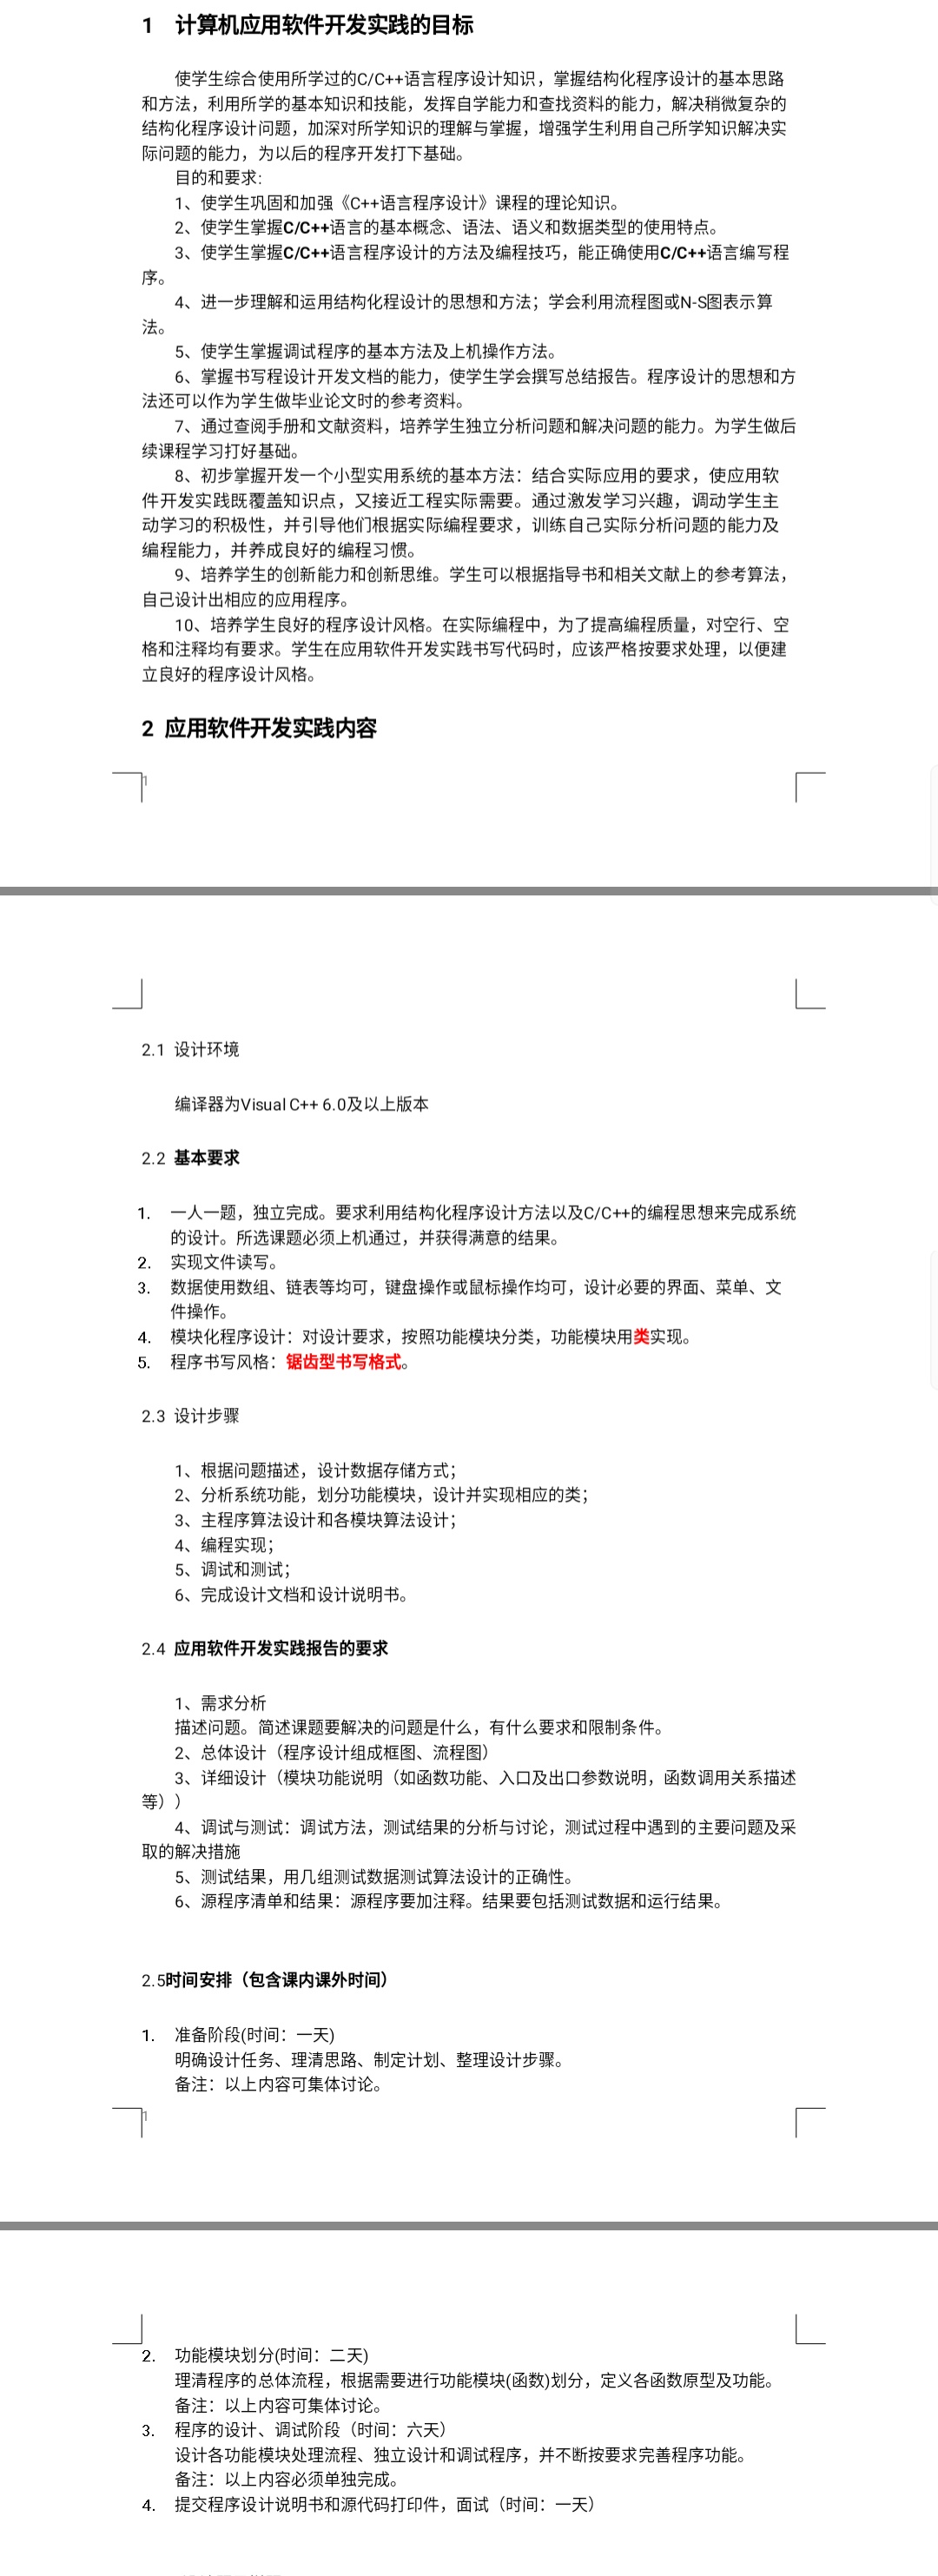 1 计算机应用软件开发实践的目标
使学生综合使用所学过的C/C++语言程序设计知识，掌握结构化程序设计的基本思路
和方法，利用所学的基本知识和技能，发挥自学能力和查找资料的能力，解决稍微复杂的
结构化程序设计问题，加深对所学知识的理解与掌握，增强学生利用自己所学知识解决实
际问题的能力，为以后的程序开发打下基础。
目的和要求:
1、使学生巩固和加强《C++语言程序设计》课程的理论知识。
2、使学生掌握C/C++语言的基本概念、语法、语义和数据类型的使用特点。
3、使学生掌握C/C++语言程序设计的方法及编程技巧，能正确使用C/C++语言编写程
序。
4、进一步理解和运用结构化程设计的思想和方法；学会利用流程图或N-S图表示算
法。
5、使学生掌握调试程序的基本方法及上机操作方法。
6、掌握书写程设计开发文档的能力，使学生学会撰写总结报告。程序设计的思想和方
法还可以作为学生做毕业论文时的参考资料。
7、通过查阅手册和文献资料，培养学生独立分析问题和解决问题的能力。为学生做后
续课程学习打好基础。
8、初步掌握开发一个小型实用系统的基本方法：结合实际应用的要求，使应用软
件开发实践既覆盖知识点，又接近工程实际需要。通过激发学习兴趣，调动学生主
动学习的积极性，并引导他们根据实际编程要求，训练自己实际分析问题的能力及
编程能力，并养成良好的编程习惯。
9、培养学生的创新能力和创新思维。学生可以根据指导书和相关文献上的参考算法，
自己设计出相应的应用程序。
10、培养学生良好的程序设计风格。在实际编程中，为了提高编程质量，对空行、空
格和注释均有要求。学生在应用软件开发实践书写代码时，应该严格按要求处理，以便建
立良好的程序设计风格。
2 应用软件开发实践内容
1
2.1 设计环境
编译器为Visual C++ 6.0及以上版本
2.2 基本要求
1. 一人一题，独立完成。要求利用结构化程序设计方法以及C/C++的编程思想来完成系统
的设计。所选课题必须上机通过，并获得满意的结果。
2. 实现文件读写。
3. 数据使用数组、链表等均可，键盘操作或鼠标操作均可，设计必要的界面、菜单、文
件操作。
4. 模块化程序设计：对设计要求，按照功能模块分类，功能模块用类实现。
5. 程序书写风格：锯齿型书写格式。
2.3 设计步骤
1、根据问题描述，设计数据存储方式；
2、分析系统功能，划分功能模块，设计并实现相应的类；
3、主程序算法设计和各模块算法设计；
4、编程实现；
5、调试和测试；
6、完成设计文档和设计说明书。
2.4 应用软件开发实践报告的要求
1、需求分析
描述问题。简述课题要解决的问题是什么，有什么要求和限制条件。
2、总体设计（程序设计组成框图、流程图）
3、详细设计（模块功能说明（如函数功能、入口及出口参数说明，函数调用关系描述
等））
4、调试与测试：调试方法，测试结果的分析与讨论，测试过程中遇到的主要问题及采
取的解决措施
5、测试结果，用几组测试数据测试算法设计的正确性。
6、源程序清单和结果：源程序要加注释。结果要包括测试数据和运行结果。
2.5时间安排（包含课内课外时间）
1. 准备阶段(时间：一天)
明确设计任务、理清思路、制定计划、整理设计步骤。
备注：以上内容可集体讨论。
1
2. 功能模块划分(时间：二天)
理清程序的总体流程，根据需要进行功能模块(函数)划分，定义各函数原型及功能。
备注：以上内容可集体讨论。
3. 程序的设计、调试阶段（时间：六天）
设计各功能模块处理流程、独立设计和调试程序，并不断按要求完善程序功能。
备注：以上内容必须单独完成。
4. 提交程序设计说明书和源代码打印件，面试（时间：一天）